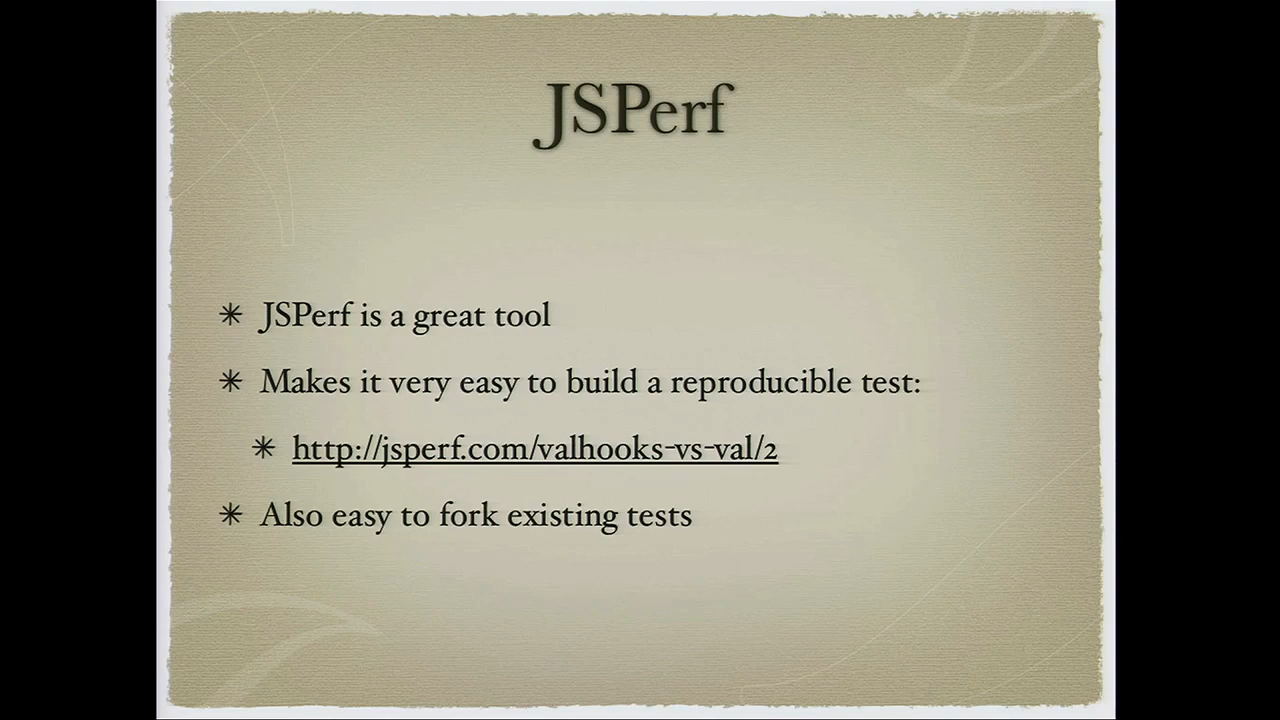 JSPerf
✳ JSPerf is a great tool
✳ Makes it very easy to build a reproducible test:
✳ http://jsperf.com/valhooks-vs-val/2
✳ Also easy to fork existing tests